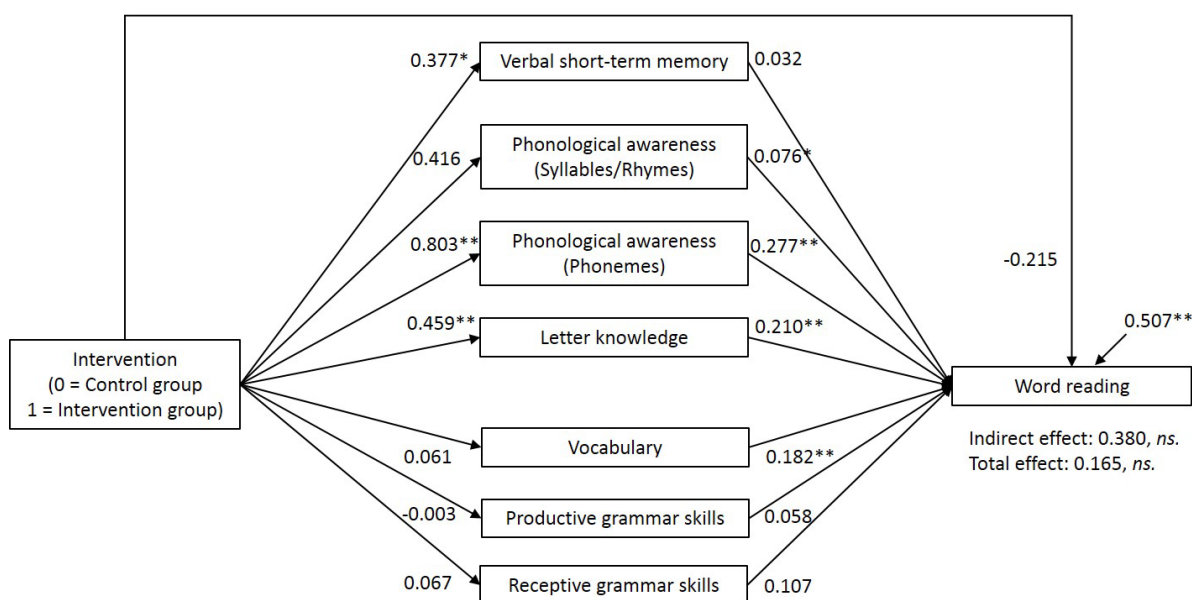 0.377*
Verbal short-term memory
0.032
0.416
Phonological awareness
(Syllables/Rhymes)
0.076*
0.803**
Phonological awareness
(Phonemes)
0.277**
-0.215
0.459**
Letter knowledge
0.210**
0.507**
Intervention
(0 = Control group
1 = Intervention group)
Word reading
Indirect effect: 0.380, ns.
Total effect: 0.165, ns.
0.061
Vocabulary
0.182**
-0.003
Productive grammar skills
0.058
0.067
Receptive grammar skills
0.107